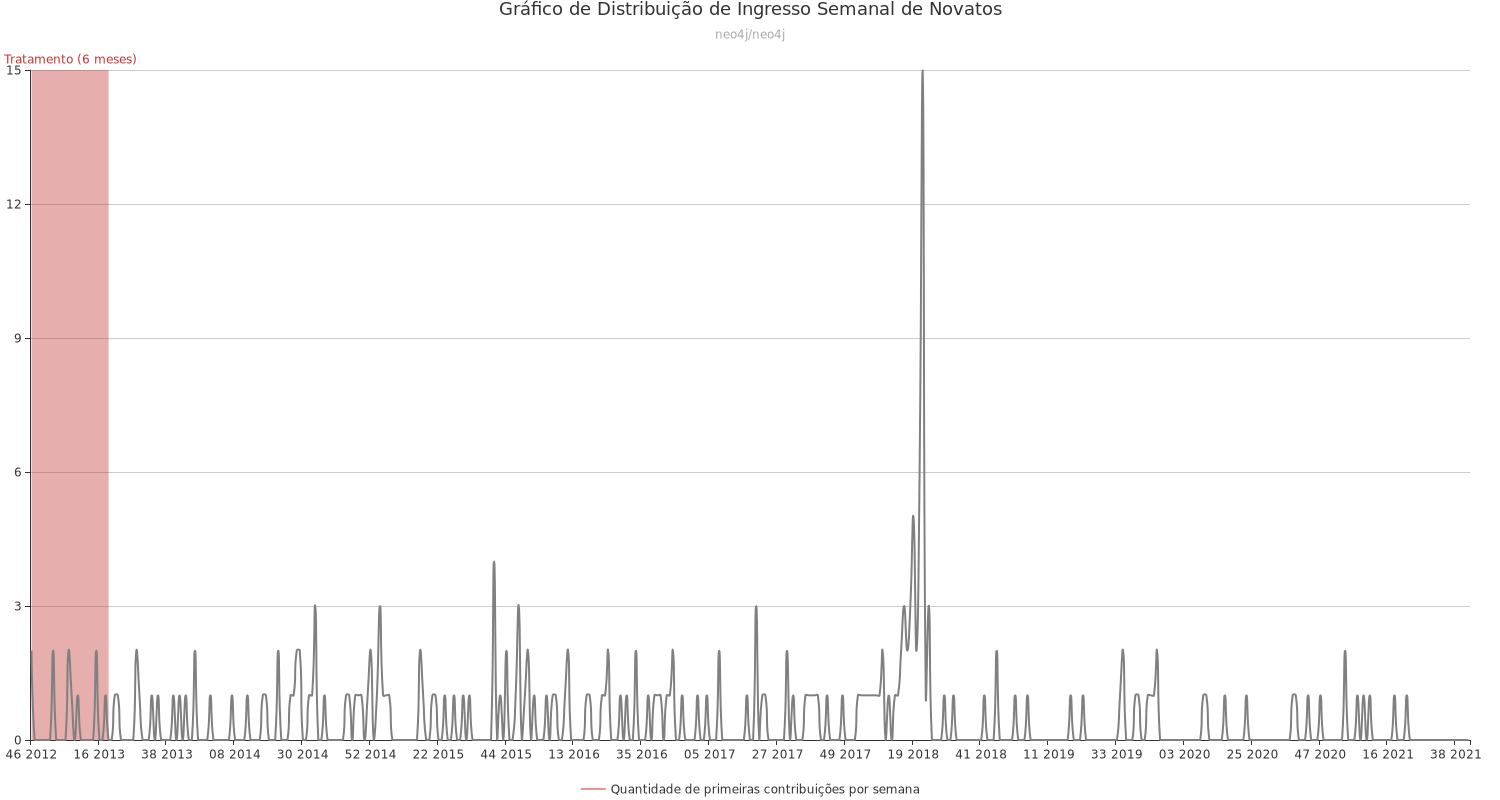 Gráfico de Distribuição de Ingresso Semanal de Novatos
neo4j/neo4j
Tratamento (6 meses)
15
12
9
6
3
0
46 2012 16 2013 38 2013 08 2014 30 2014 52 2014 22 2015 44 2015 13 2016 35 2016 05 2017 27 2017 49 2017 19 2018 41 2018 11 2019 33 2019 03 2020 25 2020 47 2020 16 2021 38 2021
Quantidade de primeiras contribuições por semana